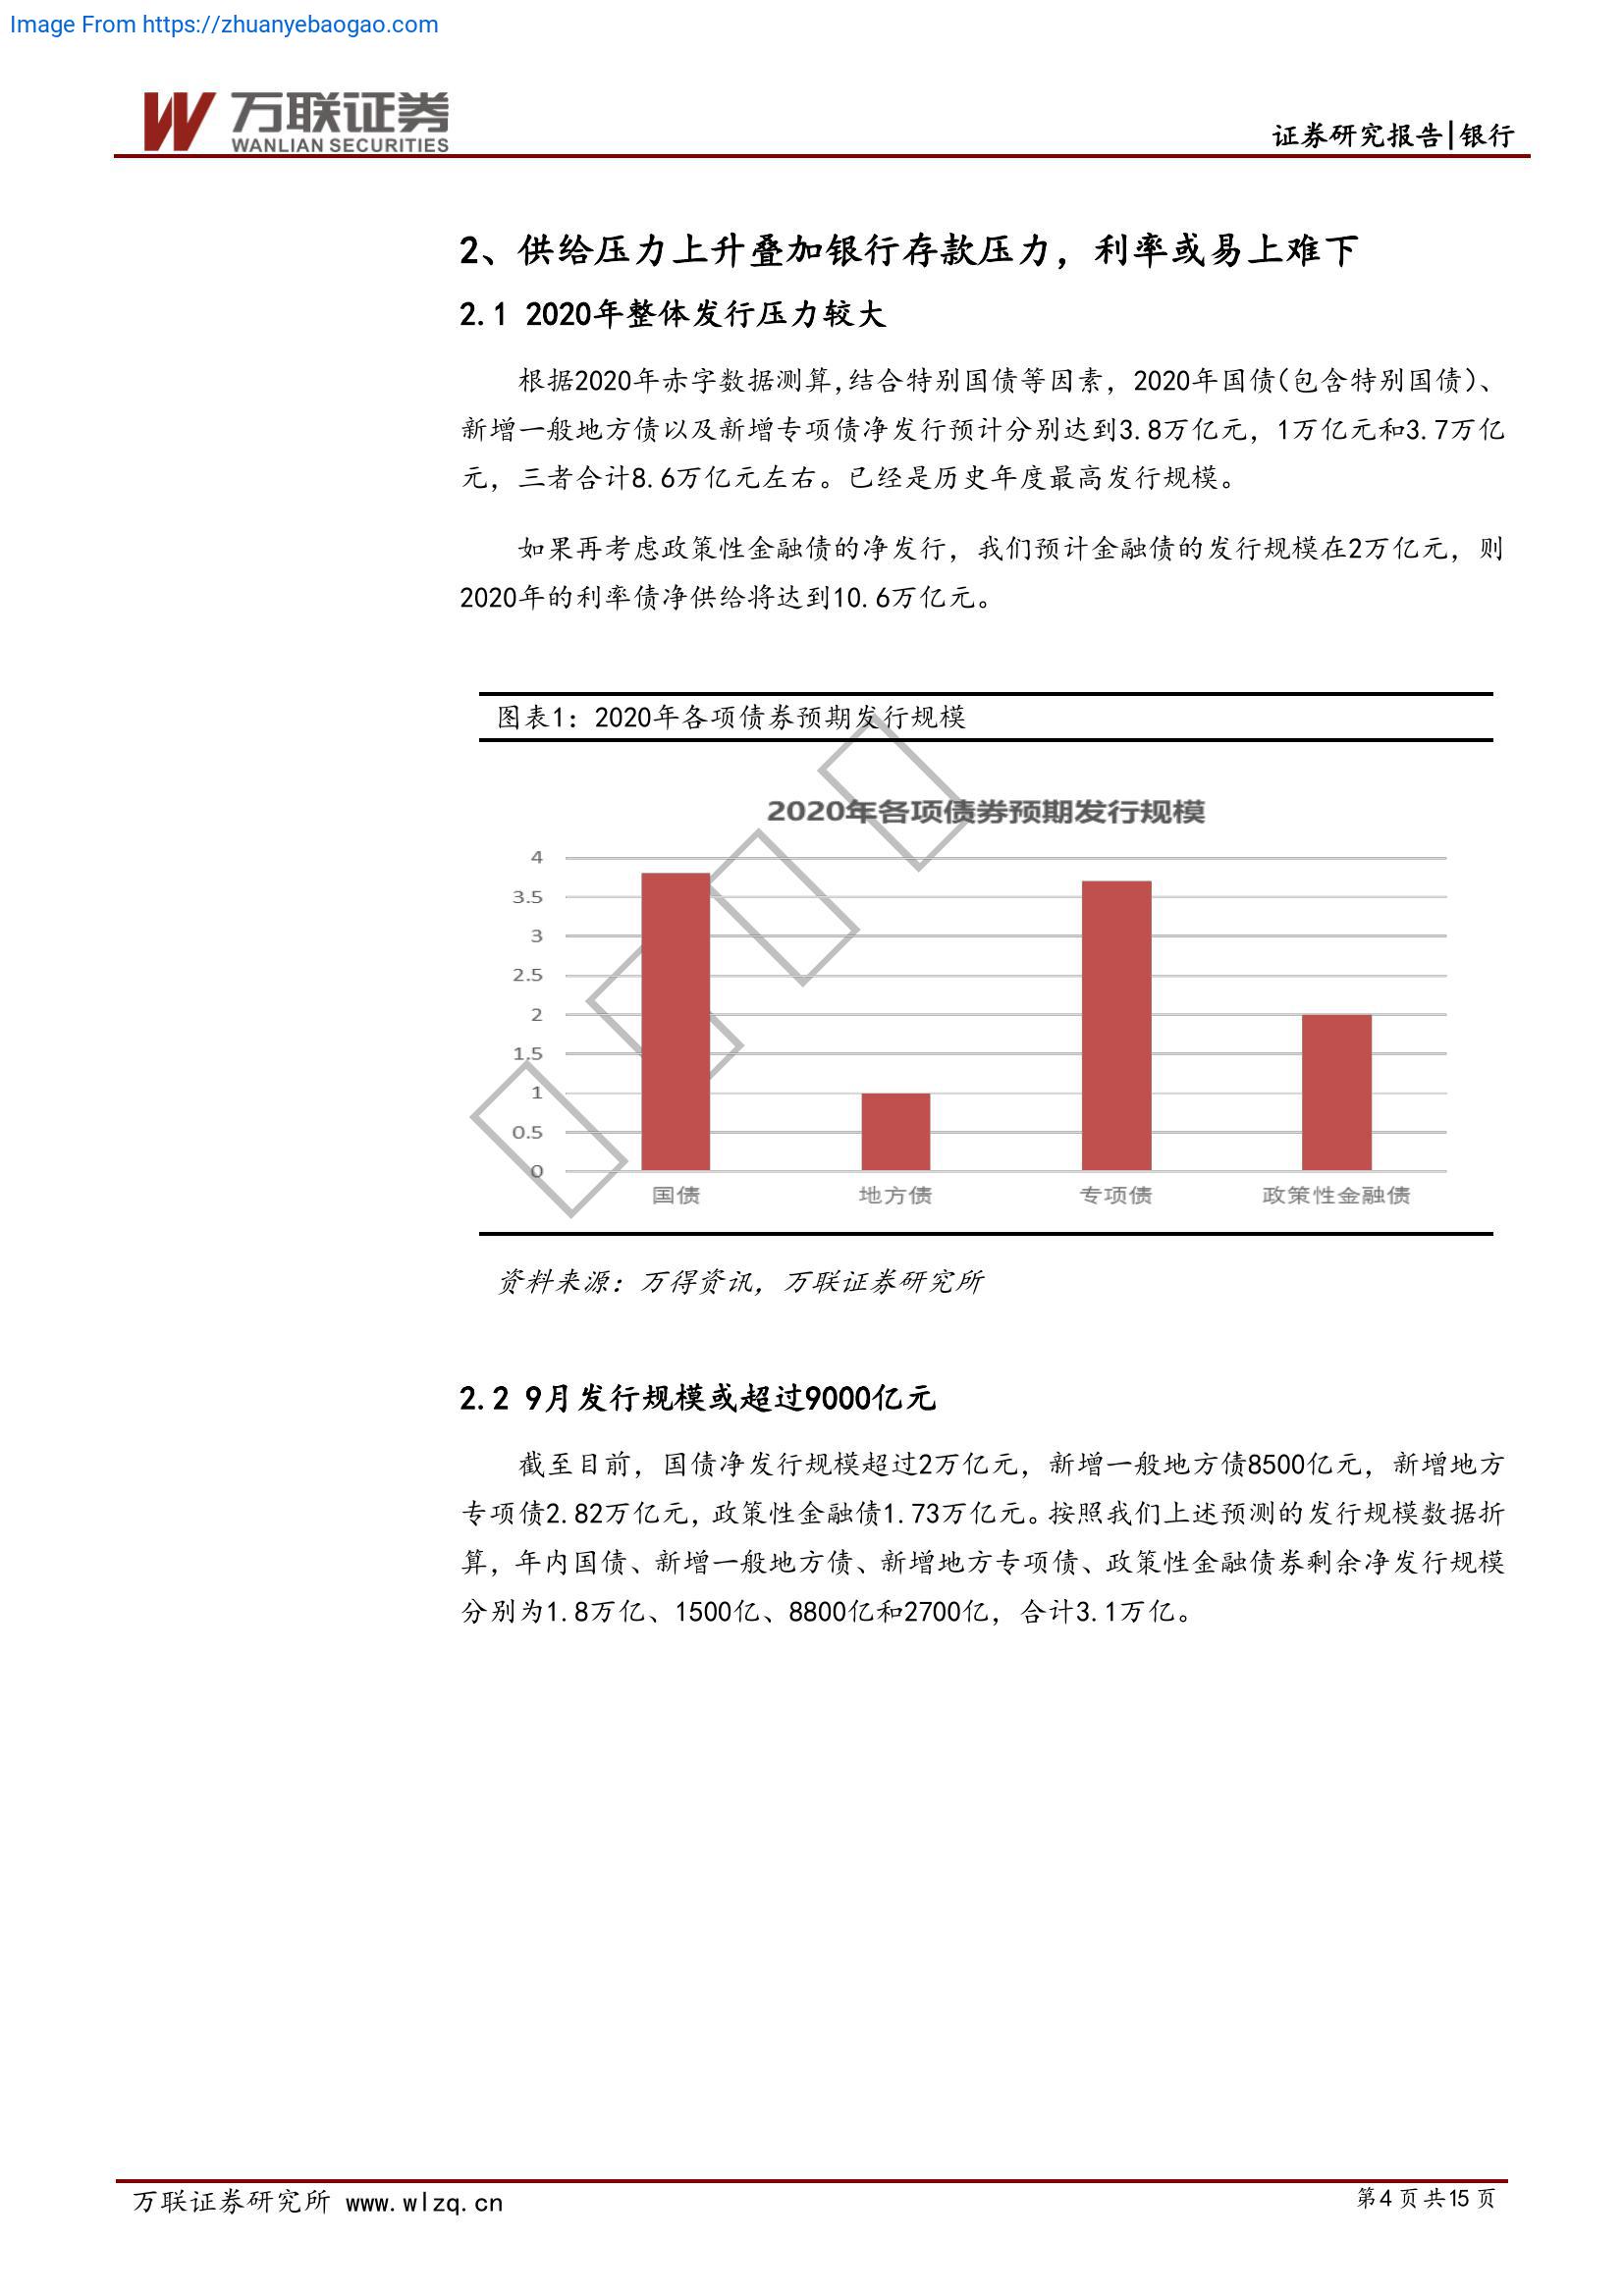 Image From https://zhuanyebaogao.com
万联证券
WANLIAN SECURITIES
证券研究报告|银行
2、供给压力上升叠加银行存款压力，利率或易上难下
2.1 2020年整体发行压力较大
根据2020年赤字数据测算,结合特别国债等因素，2020年国债(包含特别国债)、
新增一般地方债以及新增专项债净发行预计分别达到3.8万亿元，1万亿元和3.7万亿
元，三者合计8.6万亿元左右。已经是历史年度最高发行规模。
如果再考虑政策性金融债的净发行，我们预计金融债的发行规模在2万亿元，则
2020年的利率债净供给将达到10.6万亿元。
图表1：2020年各项债券预期发行规模
2020年各项债券预期发行规模
4
3.5
3
2.5
2
1.5
1
0.5
0
国债 地方债 专项债 政策性金融债
资料来源：万得资讯，万联证券研究所
2.2 9月发行规模或超过9000亿元
截至目前，国债净发行规模超过2万亿元，新增一般地方债8500亿元，新增地方
专项债2.82万亿元，政策性金融债1.73万亿元。按照我们上述预测的发行规模数据折
算，年内国债、新增一般地方债、新增地方专项债、政策性金融债券剩余净发行规模
分别为1.8万亿、1500亿、8800亿和2700亿，合计3.1万亿。
万联证券研究所 www.wlzq.cn
第4页共15页